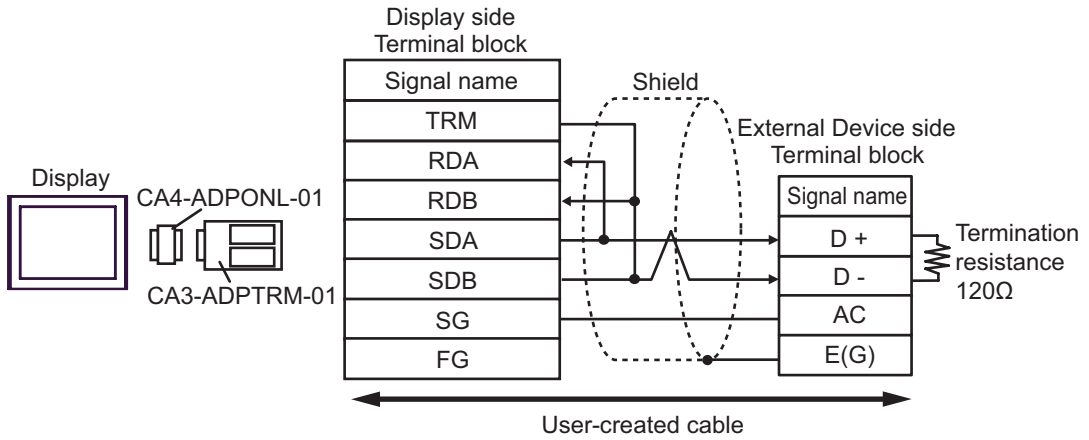 Display side
Terminal block
Signal name
TRM
RDA
RDB
SDA
SDB
SG
FG
Shield
External Device side
Terminal block
Signal name
D +
D -
AC
E(G)
Termination
resistance
120Ω
Display
CA4-ADPONL-01
CA3-ADPTRM-01
User-created cable